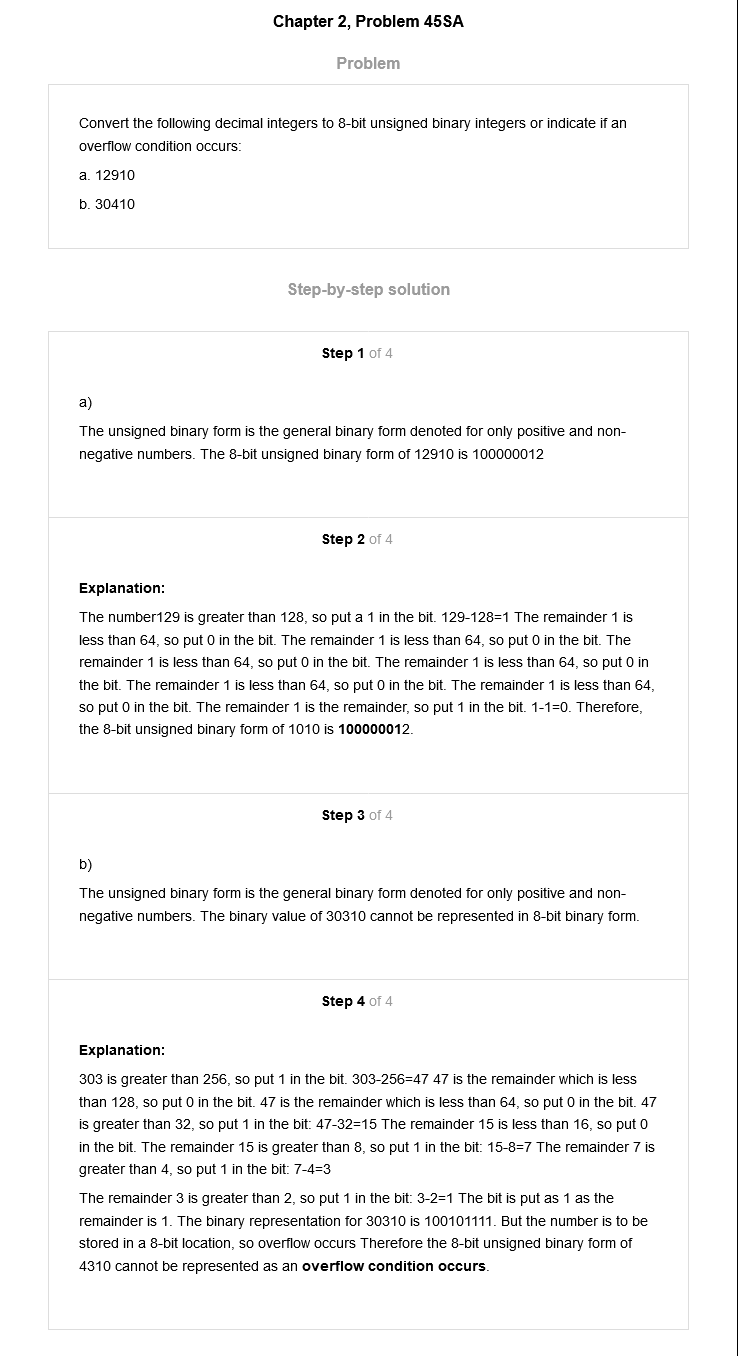 Chapter 2, Problem 45SA
Problem
Convert the following decimal integers to 8-bit unsigned binary integers or indicate if an
overflow condition occurs:
a. 12910
b. 30410
Step-by-step solution
Step 1 of 4
a)
The unsigned binary form is the general binary form denoted for only positive and non-
negative numbers. The 8-bit unsigned binary form of 12910 is 100000012
Step 2 of 4
Explanation:
The number129 is greater than 128, so put a 1 in the bit. 129-128=1 The remainder 1 is
less than 64, so put 0 in the bit. The remainder 1 is less than 64, so put 0 in the bit. The
remainder 1 is less than 64, so put 0 in the bit. The remainder 1 is less than 64, so put 0 in
the bit. The remainder 1 is less than 64, so put 0 in the bit. The remainder 1 is less than 64,
so put 0 in the bit. The remainder 1 is the remainder, so put 1 in the bit. 1-1=0. Therefore,
the 8-bit unsigned binary form of 1010 is 100000012.
Step 3 of 4
b)
The unsigned binary form is the general binary form denoted for only positive and non-
negative numbers. The binary value of 30310 cannot be represented in 8-bit binary form.
Step 4 of 4
Explanation:
303 is greater than 256, so put 1 in the bit. 303-256=47 47 is the remainder which is less
than 128, so put 0 in the bit. 47 is the remainder which is less than 64, so put 0 in the bit. 47
is greater than 32, so put 1 in the bit: 47-32=15 The remainder 15 is less than 16, so put 0
in the bit. The remainder 15 is greater than 8, so put 1 in the bit: 15-8=7 The remainder 7 is
greater than 4, so put 1 in the bit: 7-4=3
The remainder 3 is greater than 2, so put 1 in the bit: 3-2=1 The bit is put as 1 as the
remainder is 1. The binary representation for 30310 is 100101111. But the number is to be
stored in a 8-bit location, so overflow occurs Therefore the 8-bit unsigned binary form of
4310 cannot be represented as an overflow condition occurs.